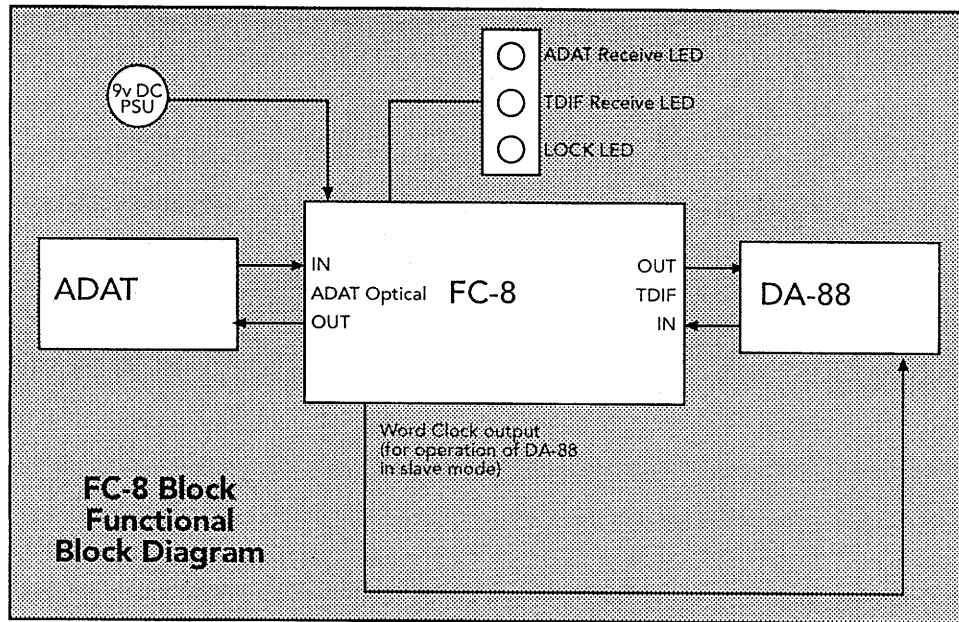 ADAT Receive LED
9v DC
PSU
TDIF Receive LED
LOCK LED
IN
OUT
ADAT
ADAT Optical
FC-8
TDIF
DA-88
OUT
IN
Word Clock output
(for operation of DA-88
in slave mode)
FC-8 Block
Functional
Block Diagram